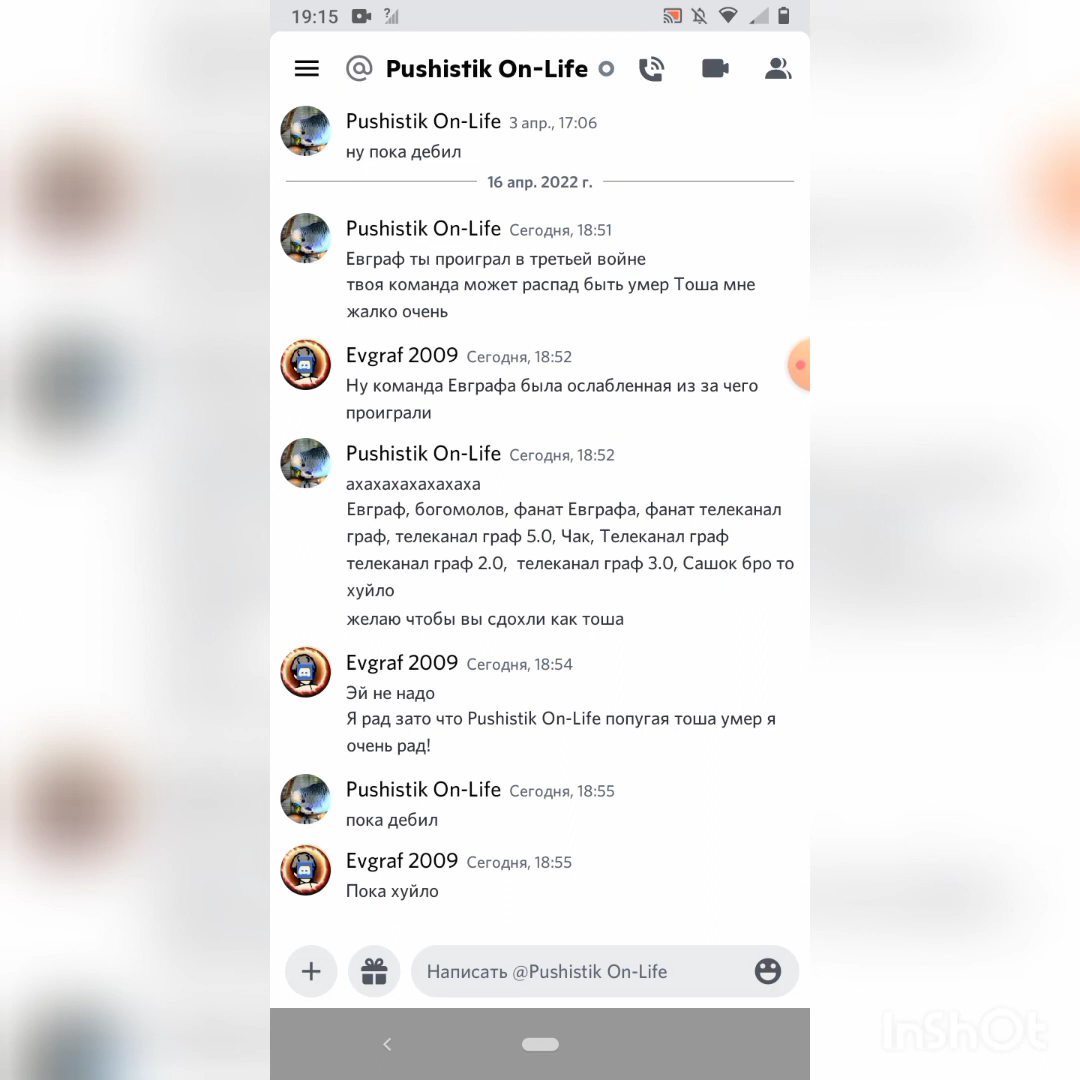 19:15
Pushistik On-Life
Pushistik On-Life 3 апр., 17:06
ну пока дебил
16 апр. 2022 г.
Pushistik On-Life Сегодня, 18:51
Евграф ты проиграл в третьей войне
твоя команда может распад быть умер Тоша мне
жалко очень
Evgraf 2009 Сегодня, 18:52
Ну команда Евграфа была ослабленная из за чего
проиграли
Pushistik On-Life Сегодня, 18:52
ахахахахахахаха
Евграф, богомолов, фанат Евграфа, фанат телеканал
граф, телеканал граф 5.0, Чак, Телеканал граф
телеканал граф 2.0, телеканал граф 3.0, Сашок бро то
хуйло
желаю чтобы вы сдохли как тоша
Evgraf 2009 Сегодня, 18:54
Эй не надо
Я рад зато что Pushistik On-Life попугая тоша умер я
очень рад!
Pushistik On-Life Сегодня, 18:55
пока дебил
Evgraf 2009 Сегодня, 18:55
Пока хуйло
Написать @Pushistik On-Life
InShOt